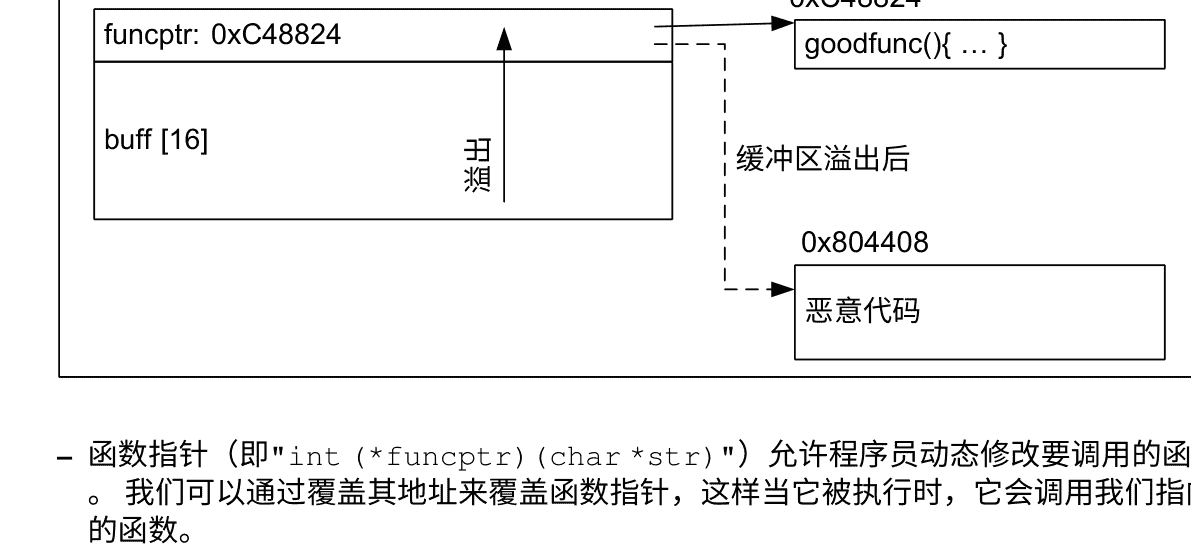 0xC48824
funcptr: 0xC48824
goodfunc(){ … }
buff [16]
溢出
缓冲区溢出后
0x804408
恶意代码
– 函数指针（即"int (*funcptr)(char *str)"）允许程序员动态修改要调用的函
。 我们可以通过覆盖其地址来覆盖函数指针，这样当它被执行时，它会调用我们指
的函数。